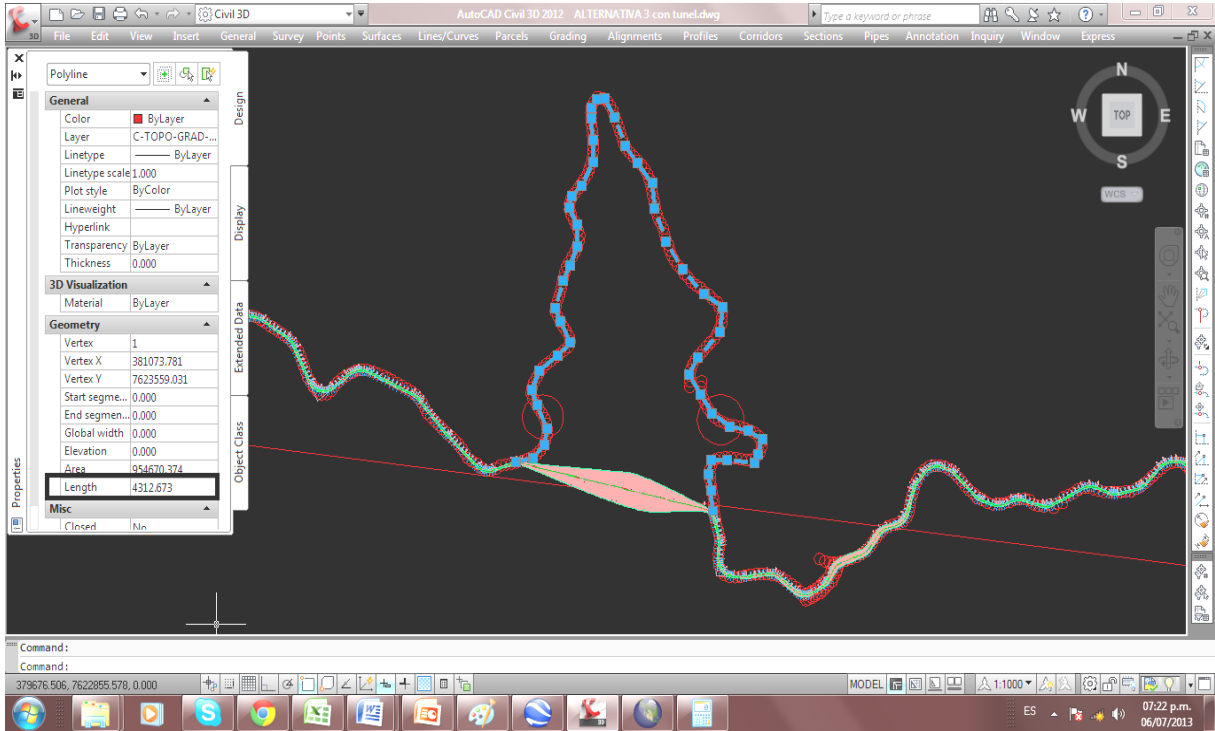 Civil 3D
AutoCAD Civil 3D 2012 ALTERNATIVA 3 con tunel.dwg
Type a keyword or phrase
3D
File Edit View Insert General Survey Points Surfaces Lines/Curves Parcels Grading Alignments Profiles Corridors Sections Pipes Annotation Inquiry Window Express
Polyline
General
Color ByLayer
Layer C-TOPO-GRAD-...
Linetype ByLayer
Linetype scale 1.000
Plot style ByColor
Lineweight ByLayer
Hyperlink
Transparency ByLayer
Thickness 0.000
3D Visualization
Material ByLayer
Geometry
Vertex 1
Vertex X 381073.781
Vertex Y 7623559.031
Start segme... 0.000
End segmen... 0.000
Global width 0.000
Elevation 0.000
Area 954670.374
Length 4312.673
Misc
Closed No
Design
Display
Extended Data
Object Class
Properties
N
W TOP E
S
WCS
Command:
Command:
379676.506, 7622855.578, 0.000
MODEL
1:1000
ES
07:22 p.m.
06/07/2013